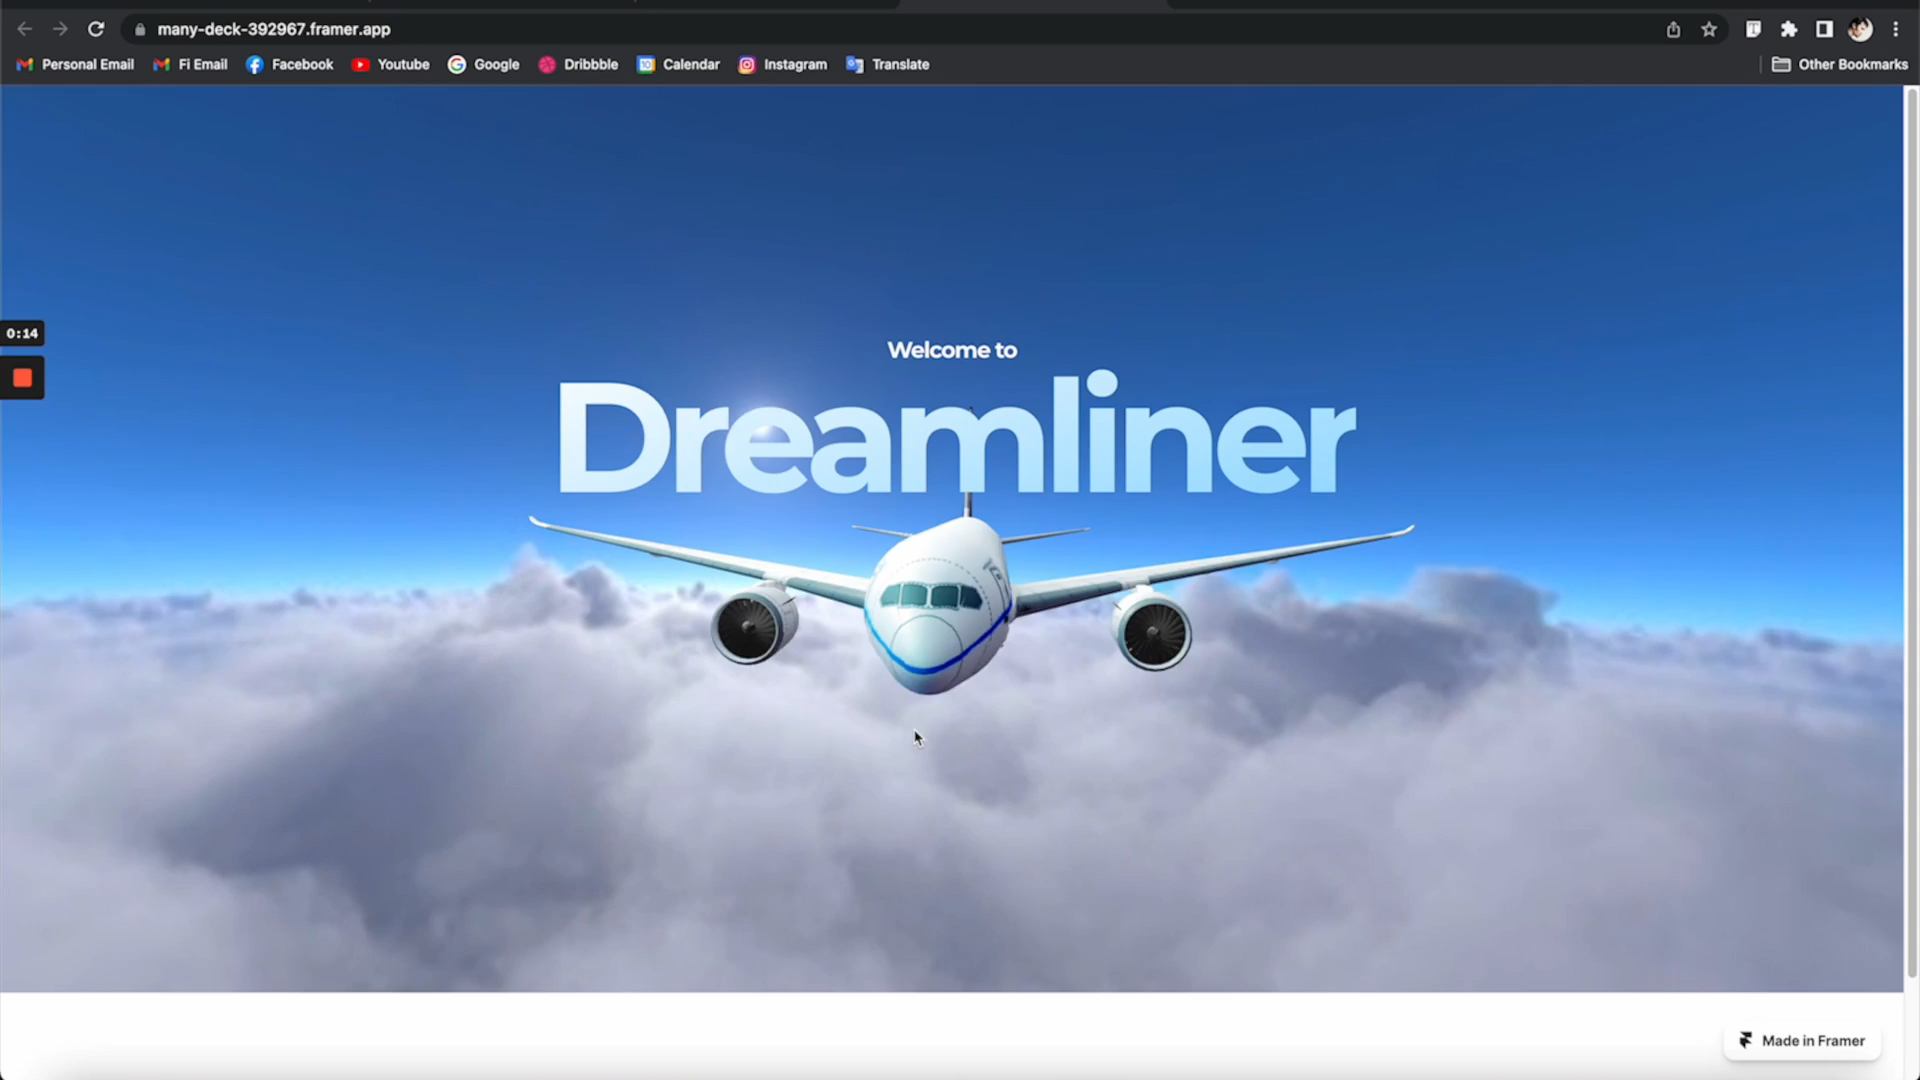 many-deck-392967.framer.app
Personal Email Fi Email Facebook Youtube Google Dribbble Calendar Instagram Translate Other Bookmarks
0:14
Welcome to
Dreamliner
Made in Framer